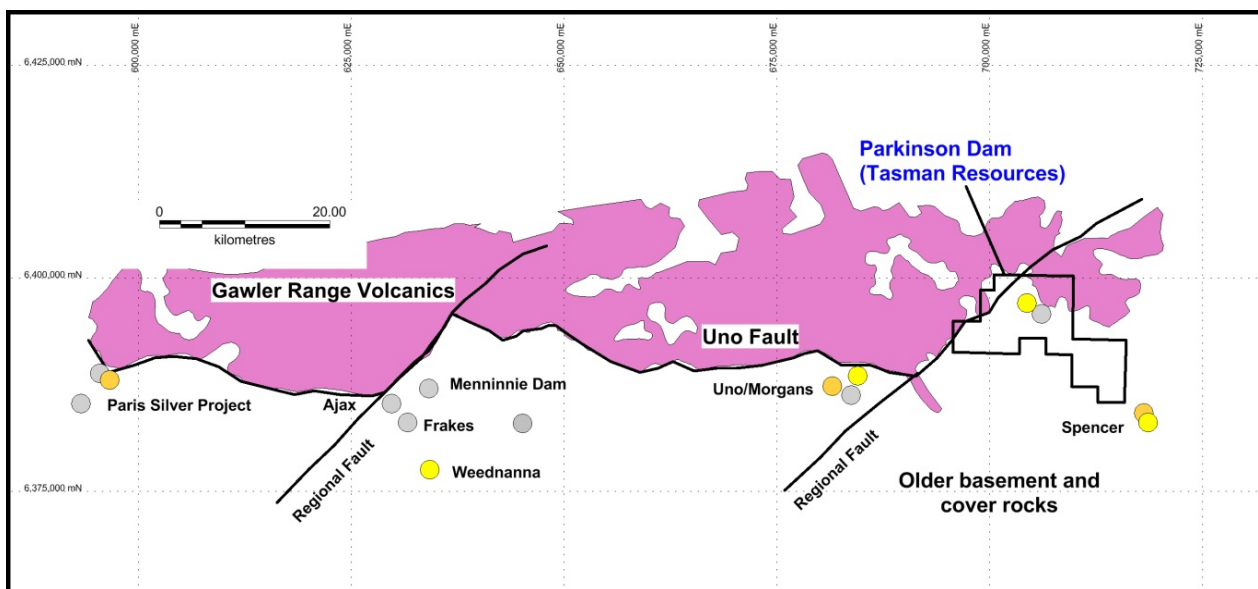 600,000 mE
625,000 mE
650,000 mE
675,000 mE
700,000 mE
725,000 mE
6,425,000 mN
Parkinson Dam
(Tasman Resources)
0 20.00
kilometres
6,400,000 mN
Gawler Range Volcanics
Uno Fault
Menninnie Dam
Uno/Morgans
Paris Silver Project
Ajax
Frakes
Spencer
Weednanna
Regional Fault
Regional Fault
Older basement and
cover rocks
6,375,000 mN